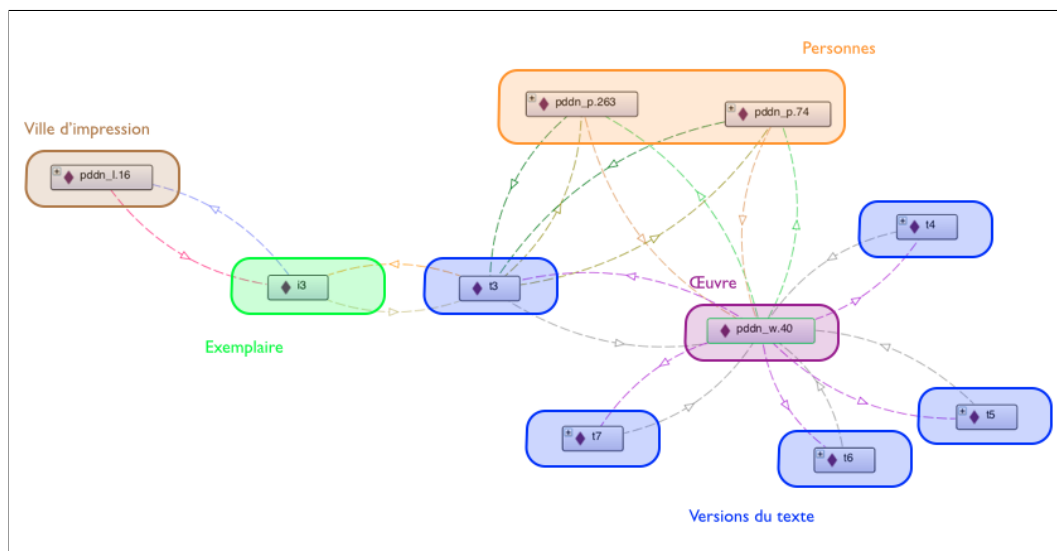 Personnes
pddn_p.263
pddn_p.74
Ville d'impression
pddn_l.16
t4
i3
t3
Œuvre
pddn_w.40
Exemplaire
t5
t7
t6
Versions du texte